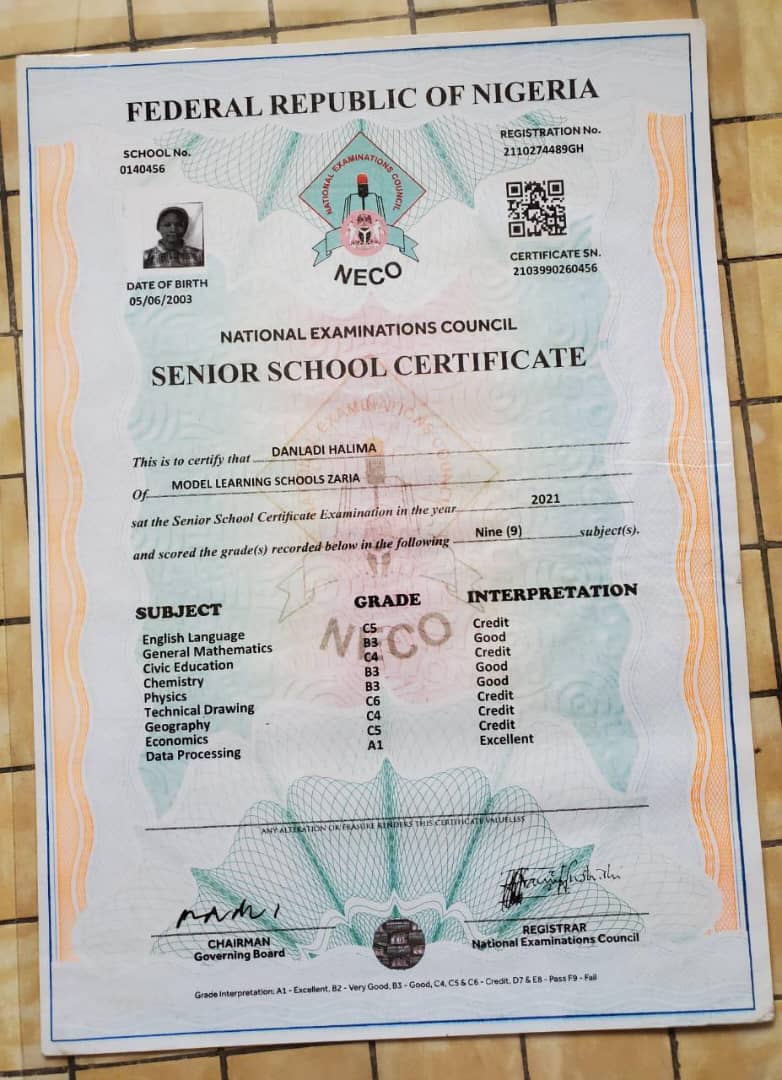 FEDERAL REPUBLIC OF NIGERIA
SCHOOL No.
0140456
REGISTRATION No.
2110274489GH
NATIONAL EXAMINATIONS COUNCIL
NECO
CERTIFICATE SN.
2103990260456
DATE OF BIRTH
05/06/2003
NATIONAL EXAMINATIONS COUNCIL
SENIOR SCHOOL CERTIFICATE
This is to certify that DANLADI HALIMA
Of MODEL LEARNING SCHOOLS ZARIA
sat the Senior School Certificate Examination in the year 2021
and scored the grade(s) recorded below in the following Nine (9) subject(s).
SUBJECT GRADE INTERPRETATION
English Language C5 Credit
General Mathematics B3 Good
Civic Education C4 Credit
Chemistry B3 Good
Physics B3 Good
Technical Drawing C6 Credit
Geography C4 Credit
Economics C5 Credit
Data Processing A1 Excellent
NECO
ANY ALTERATION OR ERASURE RENDERS THIS CERTIFICATE VALUELESS
CHAIRMAN
Governing Board
REGISTRAR
National Examinations Council
Grade Interpretation: A1 - Excellent, B2 - Very Good, B3 - Good, C4, C5 & C6 - Credit, D7 & E8 - Pass F9 - Fail